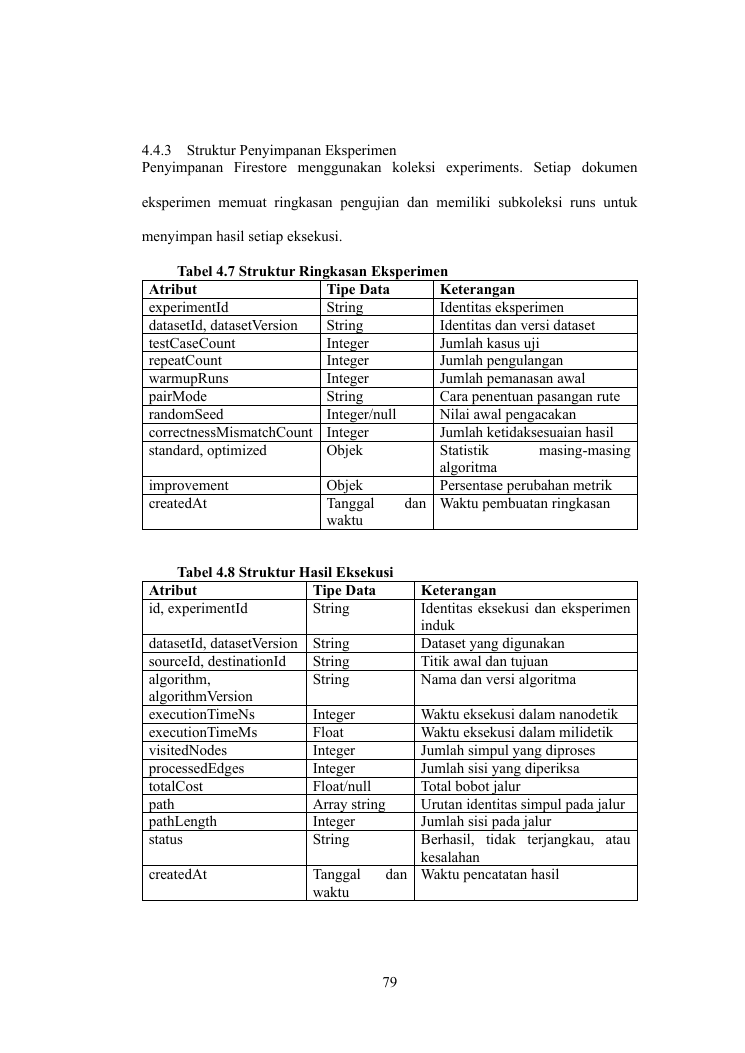 4.4.3 Struktur Penyimpanan Eksperimen
Penyimpanan Firestore menggunakan koleksi experiments. Setiap dokumen
eksperimen memuat ringkasan pengujian dan memiliki subkoleksi runs untuk
menyimpan hasil setiap eksekusi.
Tabel 4.7 Struktur Ringkasan Eksperimen
Atribut Tipe Data Keterangan
experimentId String Identitas eksperimen
datasetId, datasetVersion String Identitas dan versi dataset
testCaseCount Integer Jumlah kasus uji
repeatCount Integer Jumlah pengulangan
warmupRuns Integer Jumlah pemanasan awal
pairMode String Cara penentuan pasangan rute
randomSeed Integer/null Nilai awal pengacakan
correctnessMismatchCount Integer Jumlah ketidaksesuaian hasil
standard, optimized Objek Statistik masing-masing
algoritma
improvement Objek Persentase perubahan metrik
createdAt Tanggal dan Waktu pembuatan ringkasan
waktu
Tabel 4.8 Struktur Hasil Eksekusi
Atribut Tipe Data Keterangan
id, experimentId String Identitas eksekusi dan eksperimen
induk
datasetId, datasetVersion String Dataset yang digunakan
sourceId, destinationId String Titik awal dan tujuan
algorithm, String Nama dan versi algoritma
algorithmVersion
executionTimeNs Integer Waktu eksekusi dalam nanodetik
executionTimeMs Float Waktu eksekusi dalam milidetik
visitedNodes Integer Jumlah simpul yang diproses
processedEdges Integer Jumlah sisi yang diperiksa
totalCost Float/null Total bobot jalur
path Array string Urutan identitas simpul pada jalur
pathLength Integer Jumlah sisi pada jalur
status String Berhasil, tidak terjangkau, atau
kesalahan
createdAt Tanggal dan Waktu pencatatan hasil
waktu
79